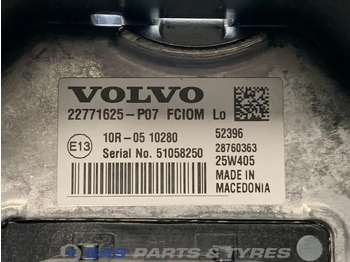 VOLVO
22771625-P07 FCIOM Lo
E13
10R-05 10280
52396
28760363
Serial No. 51058250
25W405
MADE IN
MACEDONIA
BAS PARTS & TYRES